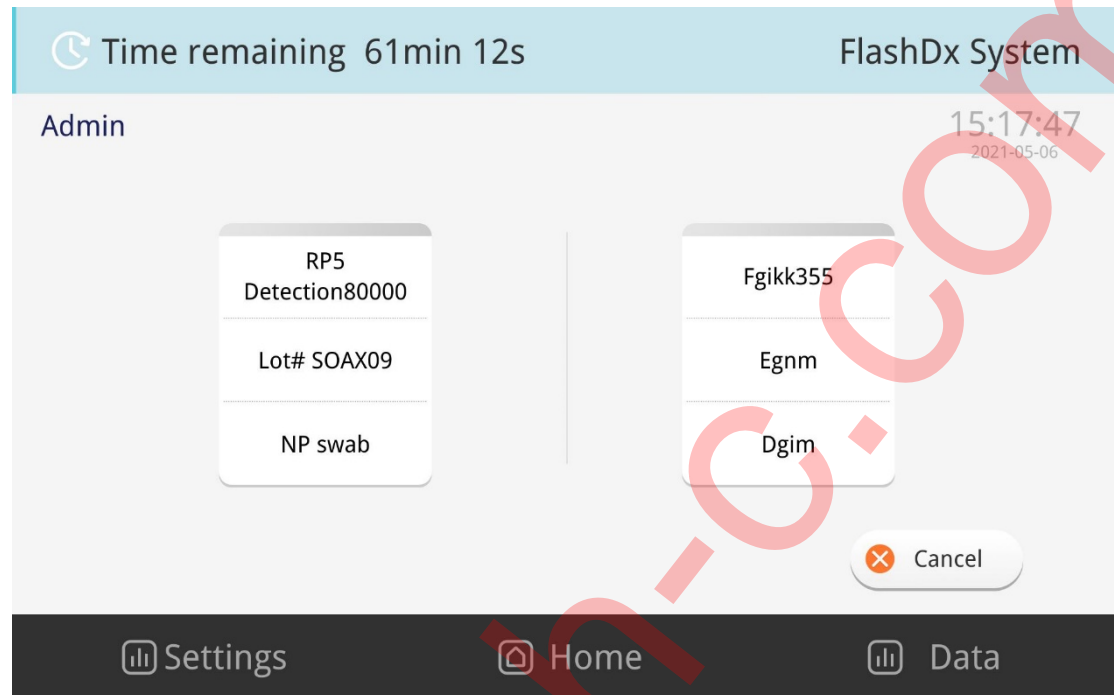 Time remaining 61min 12s
FlashDx System
Admin
15:17:47
2021-05-06
RP5
Detection80000
Lot# SOAX09
NP swab
Fgikk355
Egnm
Dgim
Cancel
Settings
Home
Data
n-c.com